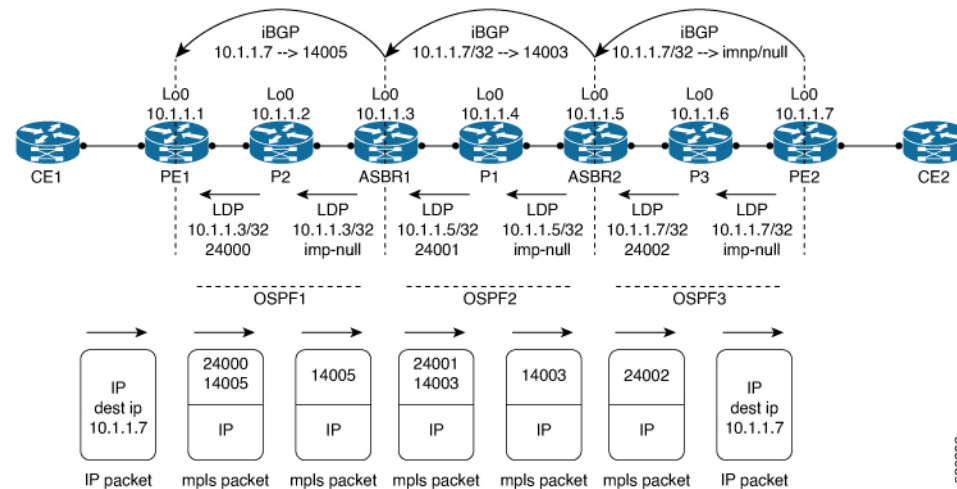 iBGP
10.1.1.7 --> 14005
iBGP
10.1.1.7/32 --> 14003
iBGP
10.1.1.7/32 --> imnp/null
Lo0
10.1.1.1
Lo0
10.1.1.2
Lo0
10.1.1.3
Lo0
10.1.1.4
Lo0
10.1.1.5
Lo0
10.1.1.6
Lo0
10.1.1.7
CE1
PE1
P2
ASBR1
P1
ASBR2
P3
PE2
CE2
LDP
10.1.1.3/32
24000
LDP
10.1.1.3/32
imp-null
LDP
10.1.1.5/32
24001
LDP
10.1.1.5/32
imp-null
LDP
10.1.1.7/32
24002
LDP
10.1.1.7/32
imp-null
OSPF1
OSPF2
OSPF3
IP
dest ip
10.1.1.7
24000
14005
IP
14005
IP
24001
14003
IP
14003
IP
24002
IP
IP
dest ip
10.1.1.7
IP packet
mpls packet
mpls packet
mpls packet
mpls packet
mpls packet
IP packet